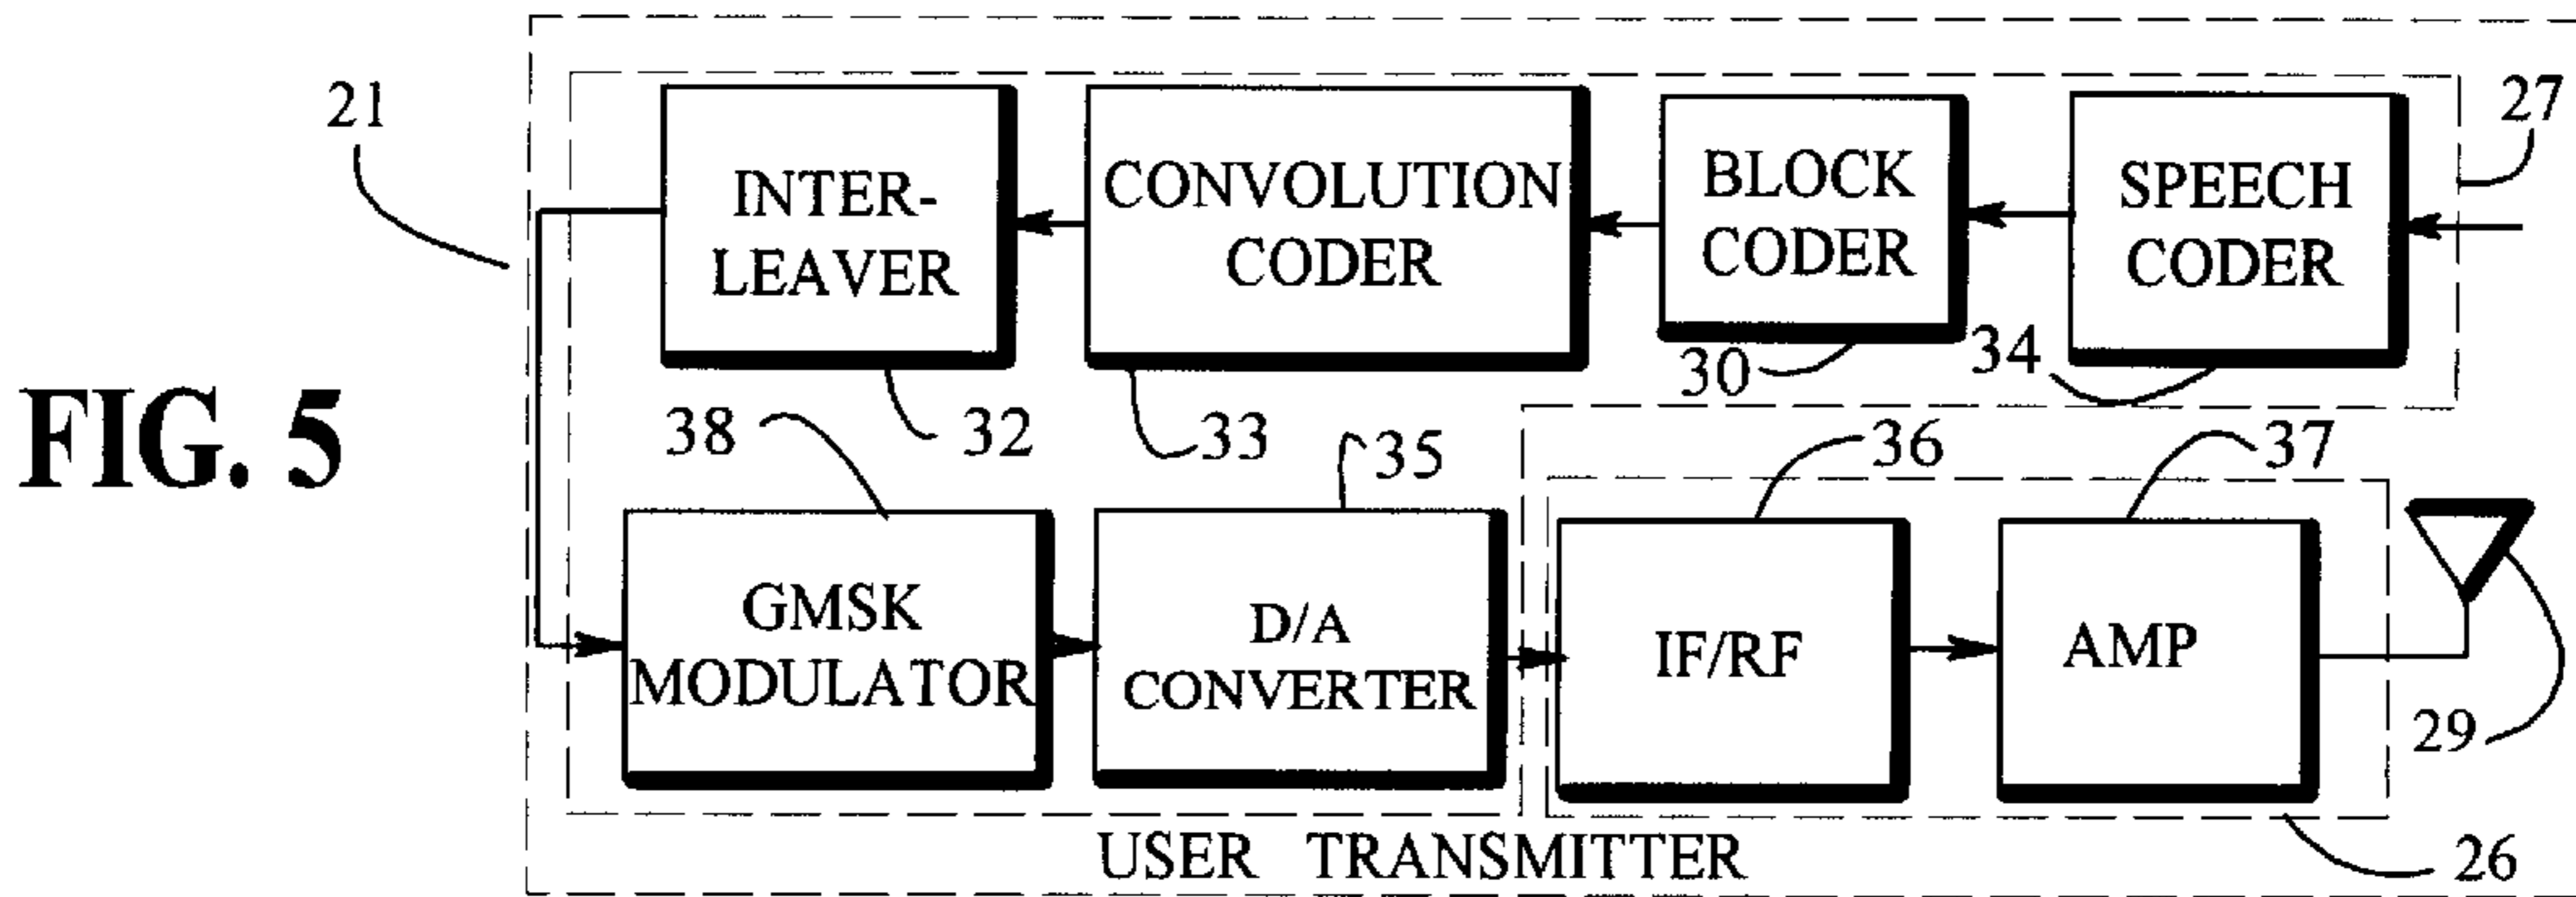 21
INTER-
LEAVER
CONVOLUTION
CODER
BLOCK
CODER
SPEECH
CODER
27
32
33
30
34
FIG. 5
38
35
36
37
GMSK
MODULATOR
D/A
CONVERTER
IF/RF
AMP
29
USER TRANSMITTER
26